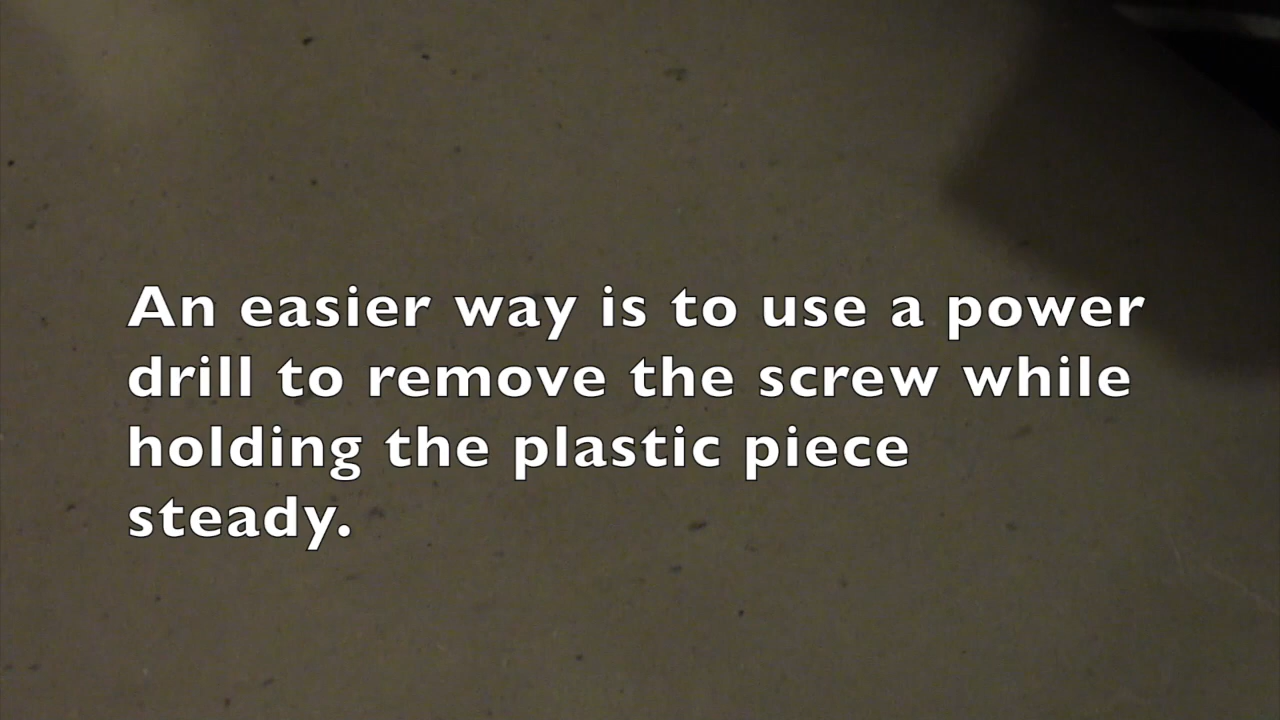 An easier way is to use a power
drill to remove the screw while
holding the plastic piece
steady.